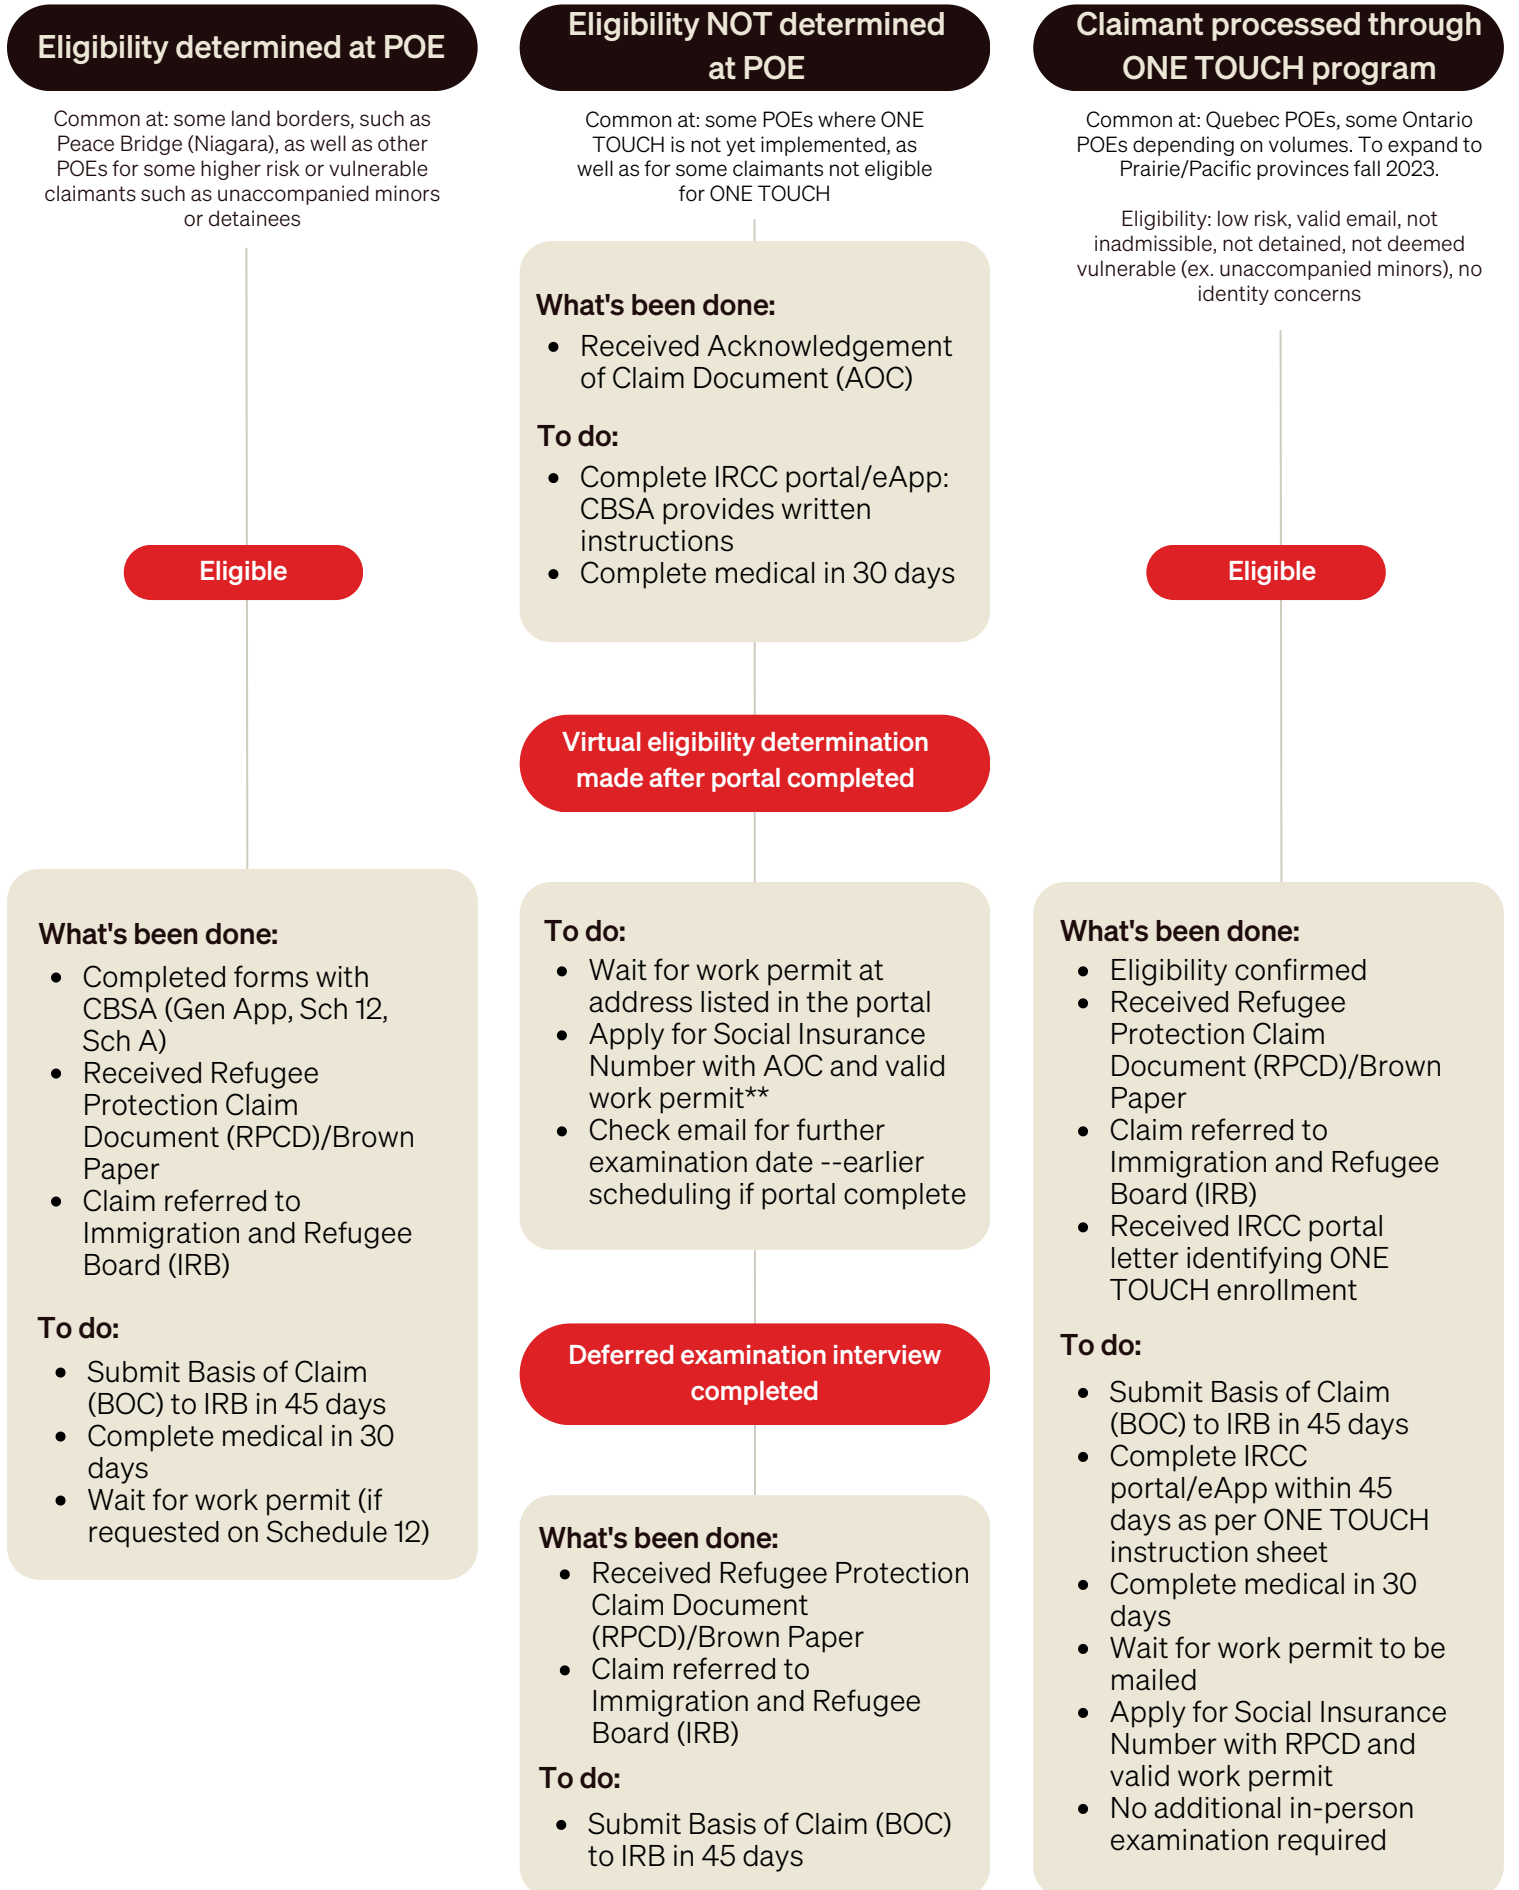 Eligibility determined at POE
Common at: some land borders, such as
Peace Bridge (Niagara), as well as other
POEs for some higher risk or vulnerable
claimants such as unaccompanied minors
or detainees
Eligible
What's been done:
• Completed forms with
CBSA (Gen App, Sch 12,
Sch A)
• Received Refugee
Protection Claim
Document (RPCD)/Brown
Paper
• Claim referred to
Immigration and Refugee
Board (IRB)
To do:
• Submit Basis of Claim
(BOC) to IRB in 45 days
• Complete medical in 30
days
• Wait for work permit (if
requested on Schedule 12)
Eligibility NOT determined
at POE
Common at: some POEs where ONE
TOUCH is not yet implemented, as
well as for some claimants not eligible
for ONE TOUCH
What's been done:
• Received Acknowledgement
of Claim Document (AOC)
To do:
• Complete IRCC portal/eApp:
CBSA provides written
instructions
• Complete medical in 30 days
Virtual eligibility determination
made after portal completed
To do:
• Wait for work permit at
address listed in the portal
• Apply for Social Insurance
Number with AOC and valid
work permit**
• Check email for further
examination date --earlier
scheduling if portal complete
Deferred examination interview
completed
What's been done:
• Received Refugee Protection
Claim Document
(RPCD)/Brown Paper
• Claim referred to
Immigration and Refugee
Board (IRB)
To do:
• Submit Basis of Claim (BOC)
to IRB in 45 days
Claimant processed through
ONE TOUCH program
Common at: Quebec POEs, some Ontario
POEs depending on volumes. To expand to
Prairie/Pacific provinces fall 2023.
Eligibility: low risk, valid email, not
inadmissible, not detained, not deemed
vulnerable (ex. unaccompanied minors), no
identity concerns
Eligible
What's been done:
• Eligibility confirmed
• Received Refugee
Protection Claim
Document (RPCD)/Brown
Paper
• Claim referred to
Immigration and Refugee
Board (IRB)
• Received IRCC portal
letter identifying ONE
TOUCH enrollment
To do:
• Submit Basis of Claim
(BOC) to IRB in 45 days
• Complete IRCC
portal/eApp within 45
days as per ONE TOUCH
instruction sheet
• Complete medical in 30
days
• Wait for work permit to be
mailed
• Apply for Social Insurance
Number with RPCD and
valid work permit
• No additional in-person
examination required